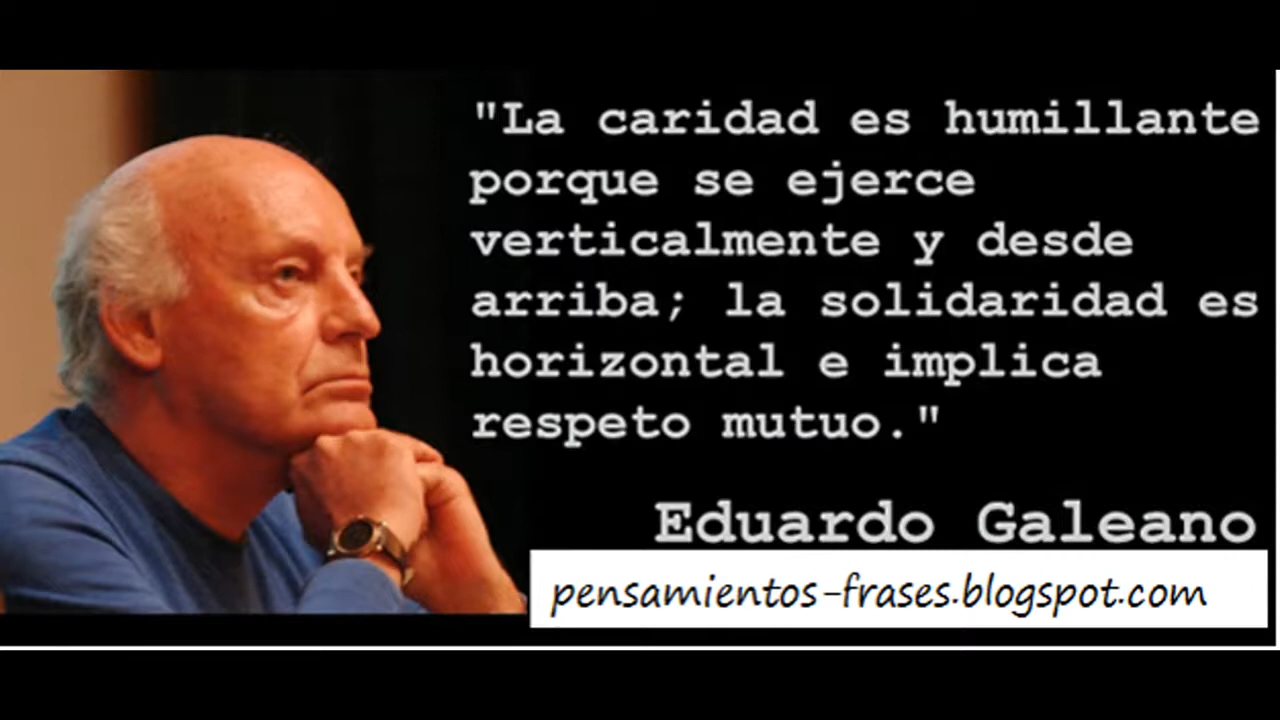 "La caridad es humillante
porque se ejerce
verticalmente y desde
arriba; la solidaridad es
horizontal e implica
respeto mutuo."
Eduardo Galeano
pensamientos-frases.blogspot.com